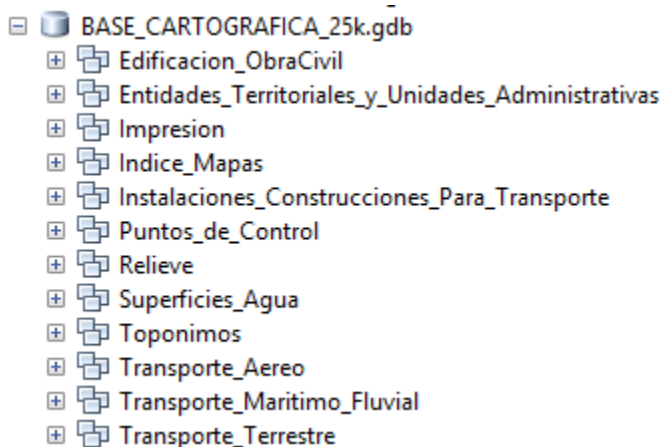 BASE_CARTOGRAFICA_25k.gdb
Edificacion_ObraCivil
Entidades_Territoriales_y_Unidades_Administrativas
Impresion
Indice_Mapas
Instalaciones_Construcciones_Para_Transporte
Puntos_de_Control
Relieve
Superficies_Agua
Toponimos
Transporte_Aereo
Transporte_Maritimo_Fluvial
Transporte_Terrestre